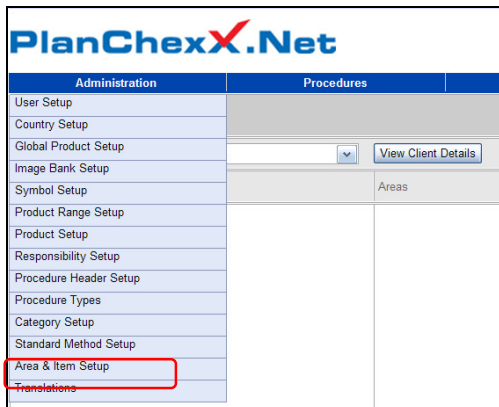 PlanChexX.Net
Administration
Procedures
User Setup
Country Setup
Global Product Setup
View Client Details
Image Bank Setup
Symbol Setup
Areas
Product Range Setup
Product Setup
Responsibility Setup
Procedure Header Setup
Procedure Types
Category Setup
Standard Method Setup
Area & Item Setup
Translations